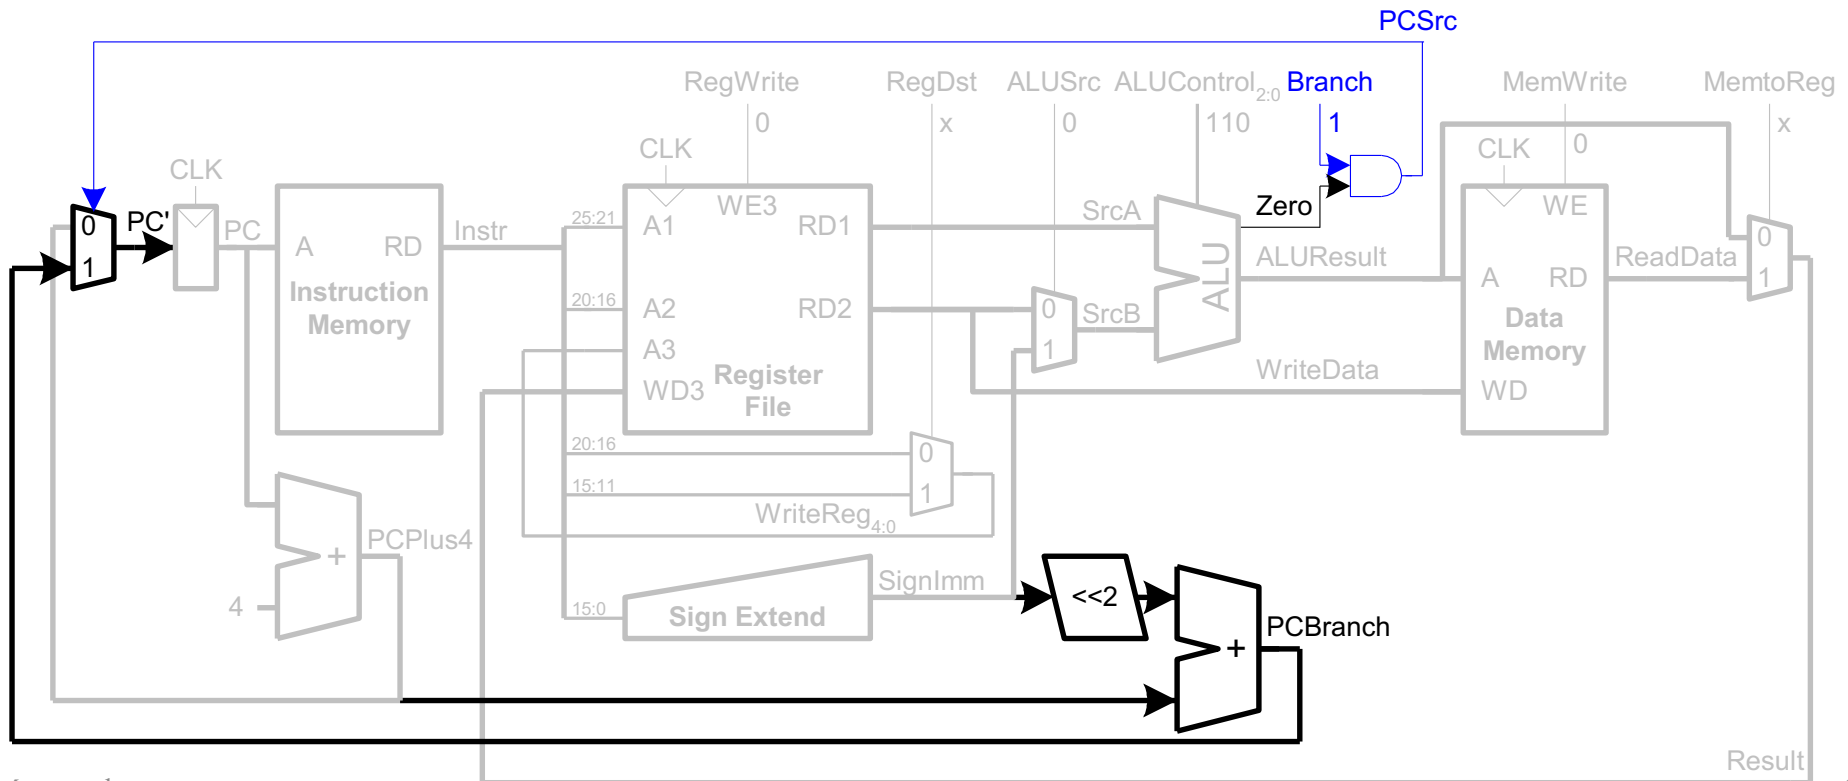 PCSrc
RegWrite RegDst ALUSrc ALUControl2:0 Branch MemWrite MemtoReg
0 x 0 110 1 0 x
CLK CLK CLK
0 PC' PC 1
A RD Instr
Instruction
Memory
25:21 A1 WE3 RD1
20:16 A2 RD2
A3
WD3 Register
File
SrcA Zero
0 SrcB
1
ALU ALUResult
WriteData
WE
A RD ReadData
Data
Memory
WD
0
1
20:16 0
15:11 1
WriteReg4:0
PCPlus4
+
4
15:0 Sign Extend SignImm
<<2
PCBranch
+
Result